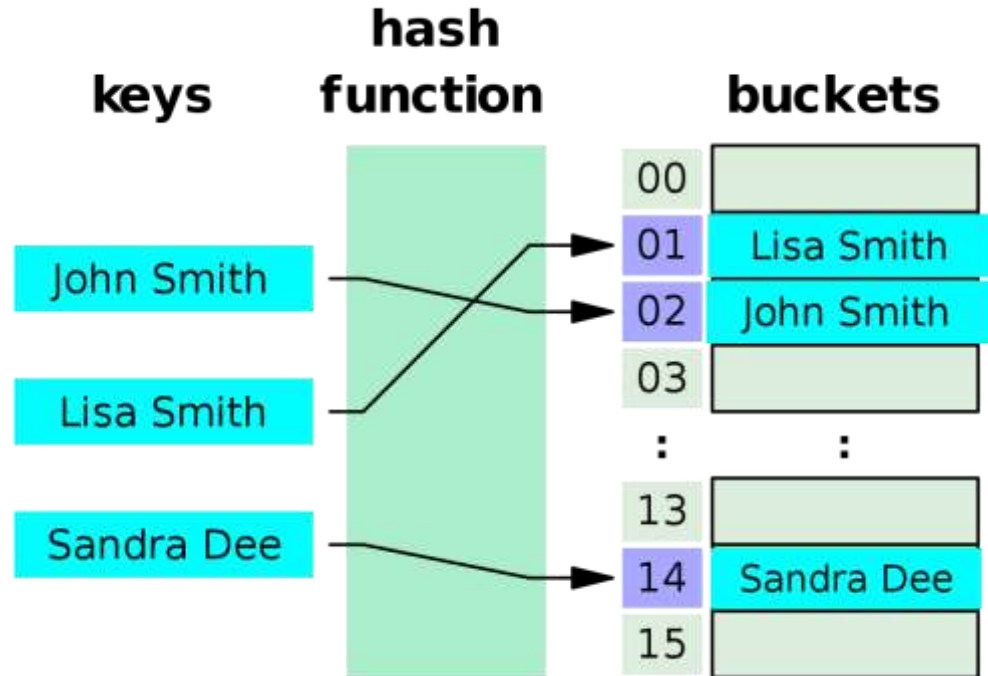 keys
hash
function
buckets
John Smith
Lisa Smith
Sandra Dee
00
01 Lisa Smith
02 John Smith
03
: :
13
14 Sandra Dee
15